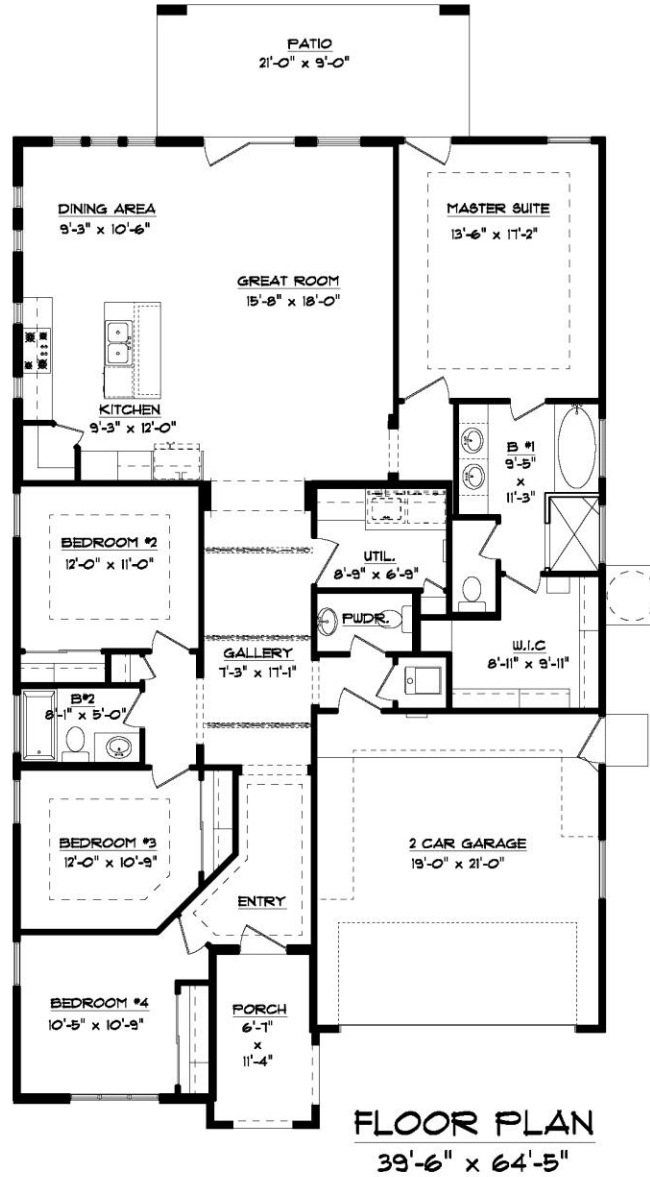 PATIO
21'-0" x 9'-0"
DINING AREA
9'-3" x 10'-6"
MASTER SUITE
13'-6" x 17'-2"
GREAT ROOM
15'-8" x 18'-0"
KITCHEN
9'-3" x 12'-0"
B #1
9'-5"
x
11'-3"
BEDROOM #2
12'-0" x 11'-0"
UTIL.
8'-9" x 6'-9"
PWDR.
GALLERY
7'-3" x 17'-1"
W.I.C
8'-11" x 9'-11"
B#2
8'-1" x 5'-0"
BEDROOM #3
12'-0" x 10'-9"
2 CAR GARAGE
19'-0" x 21'-0"
ENTRY
BEDROOM #4
10'-5" x 10'-9"
PORCH
6'-7"
x
11'-4"
FLOOR PLAN
39'-6" x 64'-5"